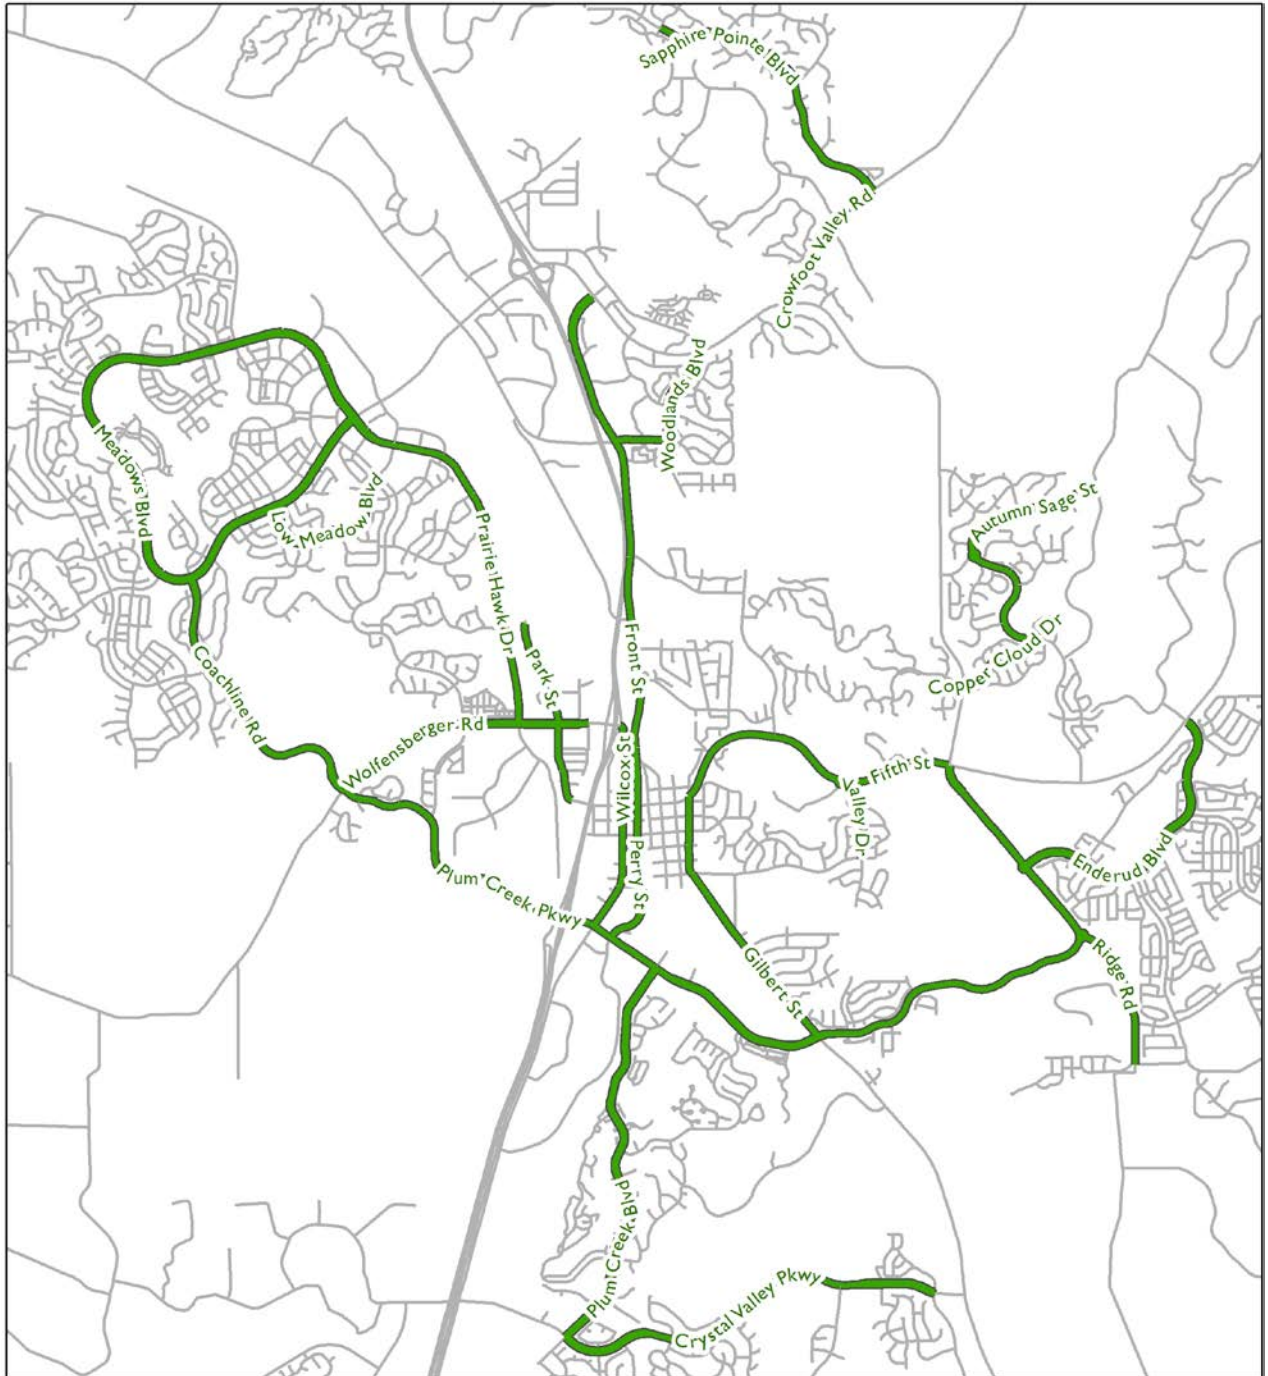 Sapphire Pointe Blvd
Crowfoot Valley Rd
Woodlands Blvd
Meadows Blvd
Low Meadow Blvd
Autumn Sage St
Prairie Hawk Dr
Copper Cloud Dr
Front St
Park St
Coachline Rd
Wolfensberger Rd
Wilcox St
Valley Dr
Fifth St
Enderud Blvd
Perry St
Plum Creek Pkwy
Gilbert St
Ridge Rd
Plum Creek Blvd
Crystal Valley Pkwy